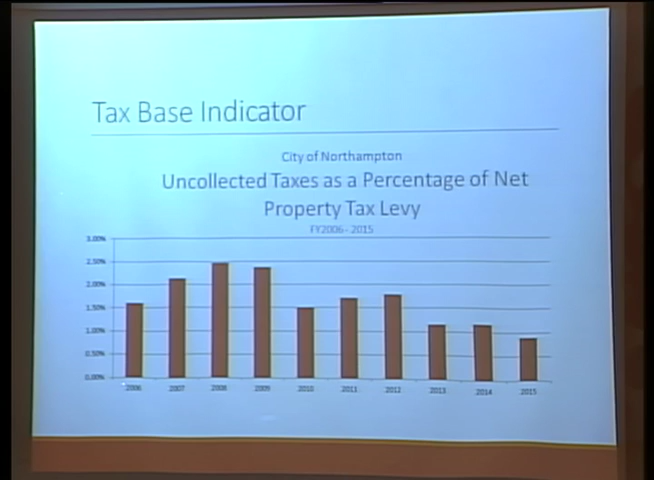 Tax Base Indicator
City of Northampton
Uncollected Taxes as a Percentage of Net
Property Tax Levy
FY2006 - 2015
3.00%
2.50%
2.00%
1.50%
1.00%
0.50%
0.00%
2006 2007 2008 2009 2010 2011 2012 2013 2014 2015